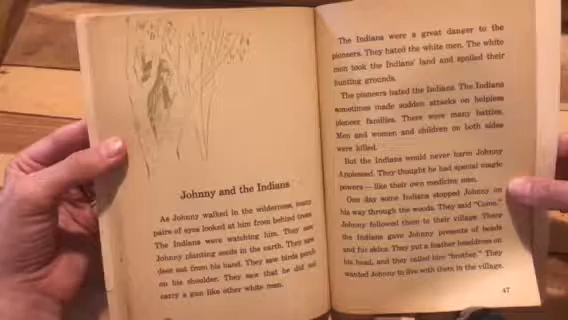 Johnny and the Indians
As Johnny walked in the wilderness, many
pairs of eyes looked at him from behind trees
The Indians were watching him. They saw
Johnny planting seeds in the earth. They saw
deer eat from his hand. They saw birds perch
on his shoulder. They saw that he did not
carry a gun like other white men.
The Indians were a great danger to the
pioneers. They hated the white men. The white
men took the Indians' land and spoiled their
hunting grounds.
The pioneers hated the Indians. The Indians
sometimes made sudden attacks on helpless
pioneer families. There were many battles.
Men and women and children on both sides
were killed.
But the Indians would never harm Johnny
Appleseed. They thought he had special magic
powers — like their own medicine men.
One day some Indians stopped Johnny on
his way through the woods. They said "Come."
Johnny followed them to their village. There
the Indians gave Johnny presents of beads
and fur skins. They put a feather headdress on
his head, and they called him "brother." They
wanted Johnny to live with them in the village.
47